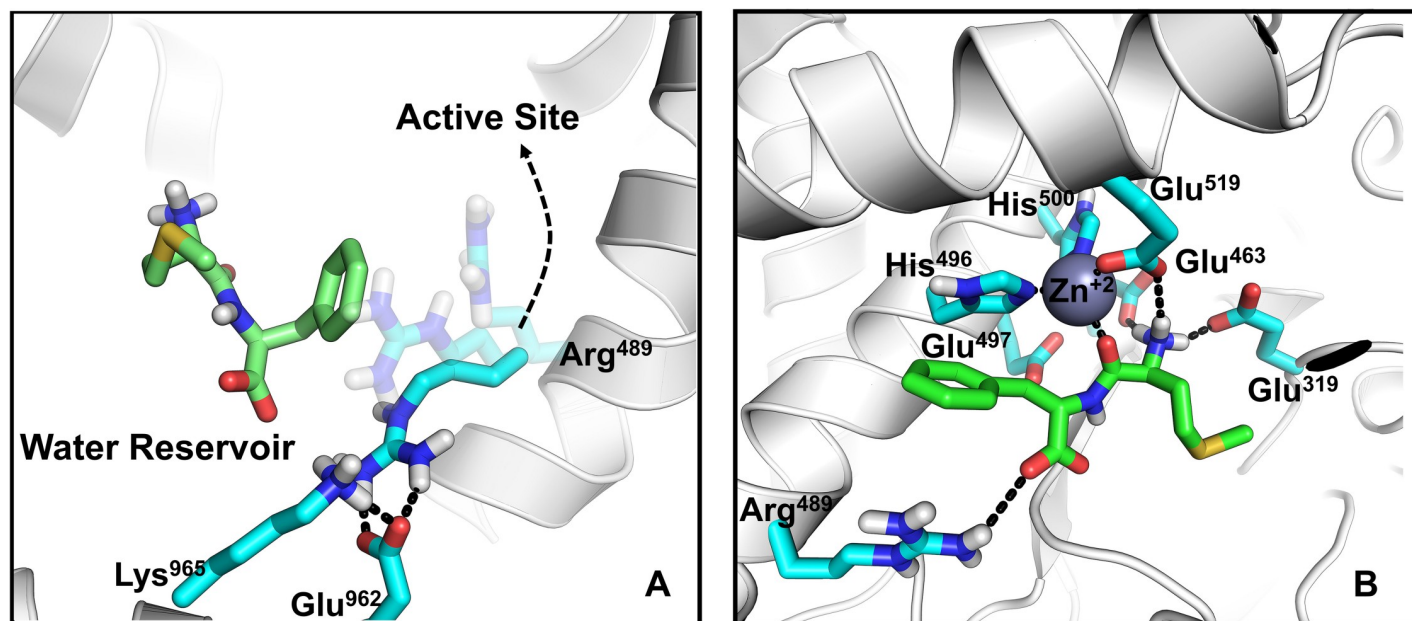 Active Site
Arg489
Water Reservoir
Lys965
Glu962
A
His500
Glu519
His496
Zn+2
Glu463
Glu497
Glu319
Arg489
B